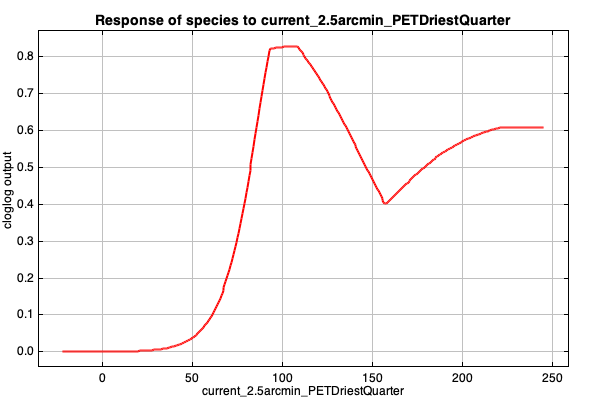 Response of species to current_2.5arcmin_PETDriestQuarter
cloglog output
0.8
0.7
0.6
0.5
0.4
0.3
0.2
0.1
0.0
0 50 100 150 200 250
current_2.5arcmin_PETDriestQuarter